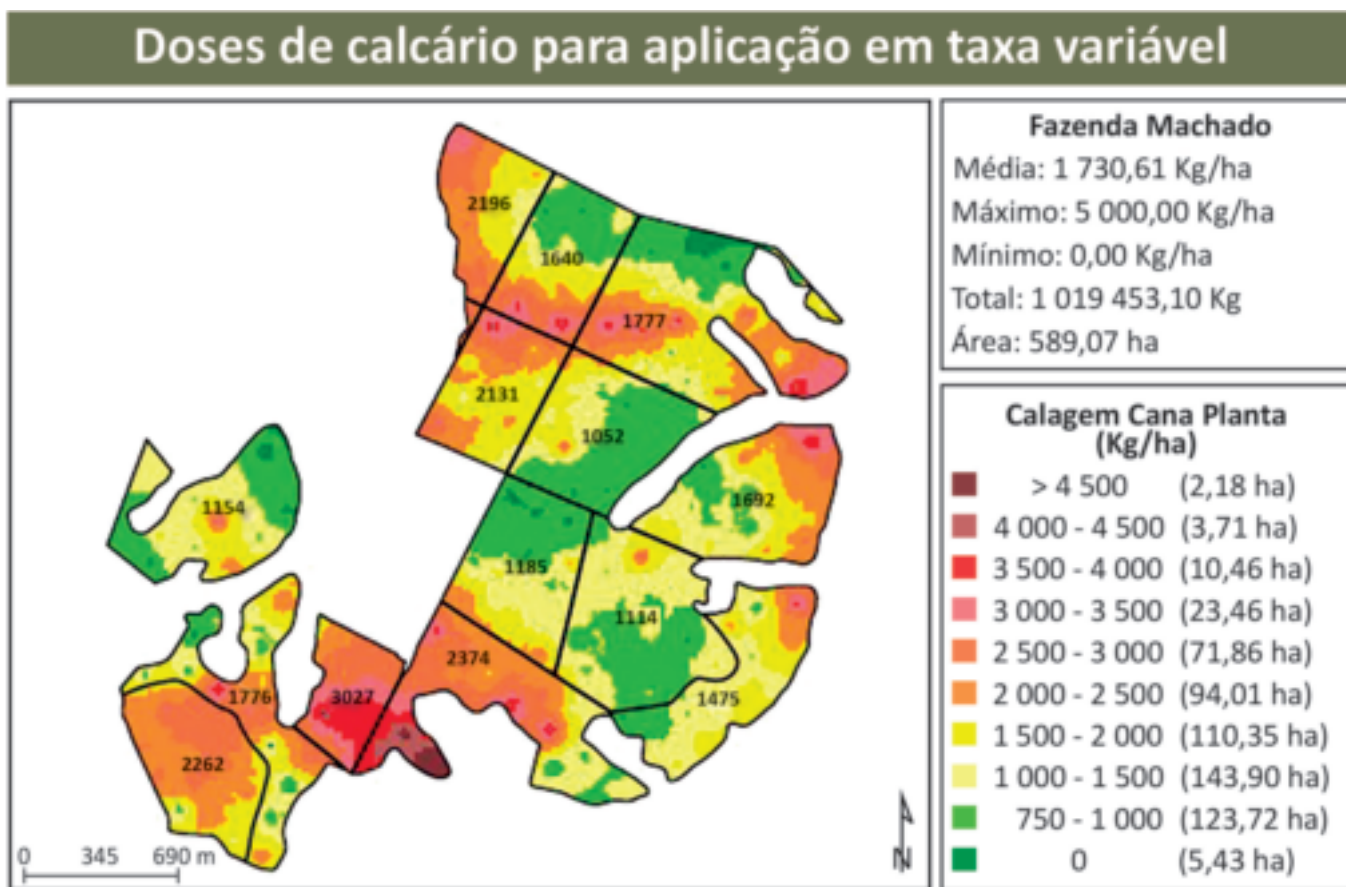 Doses de calcário para aplicação em taxa variável
2196
1640
1777
2131
1052
1154
1692
1185
1114
2374
1776
3027
1475
2262
0 345 690 m
N
Fazenda Machado
Média: 1 730,61 Kg/ha
Máximo: 5 000,00 Kg/ha
Mínimo: 0,00 Kg/ha
Total: 1 019 453,10 Kg
Área: 589,07 ha
Calagem Cana Planta
(Kg/ha)
> 4 500 (2,18 ha)
4 000 - 4 500 (3,71 ha)
3 500 - 4 000 (10,46 ha)
3 000 - 3 500 (23,46 ha)
2 500 - 3 000 (71,86 ha)
2 000 - 2 500 (94,01 ha)
1 500 - 2 000 (110,35 ha)
1 000 - 1 500 (143,90 ha)
750 - 1 000 (123,72 ha)
0 (5,43 ha)